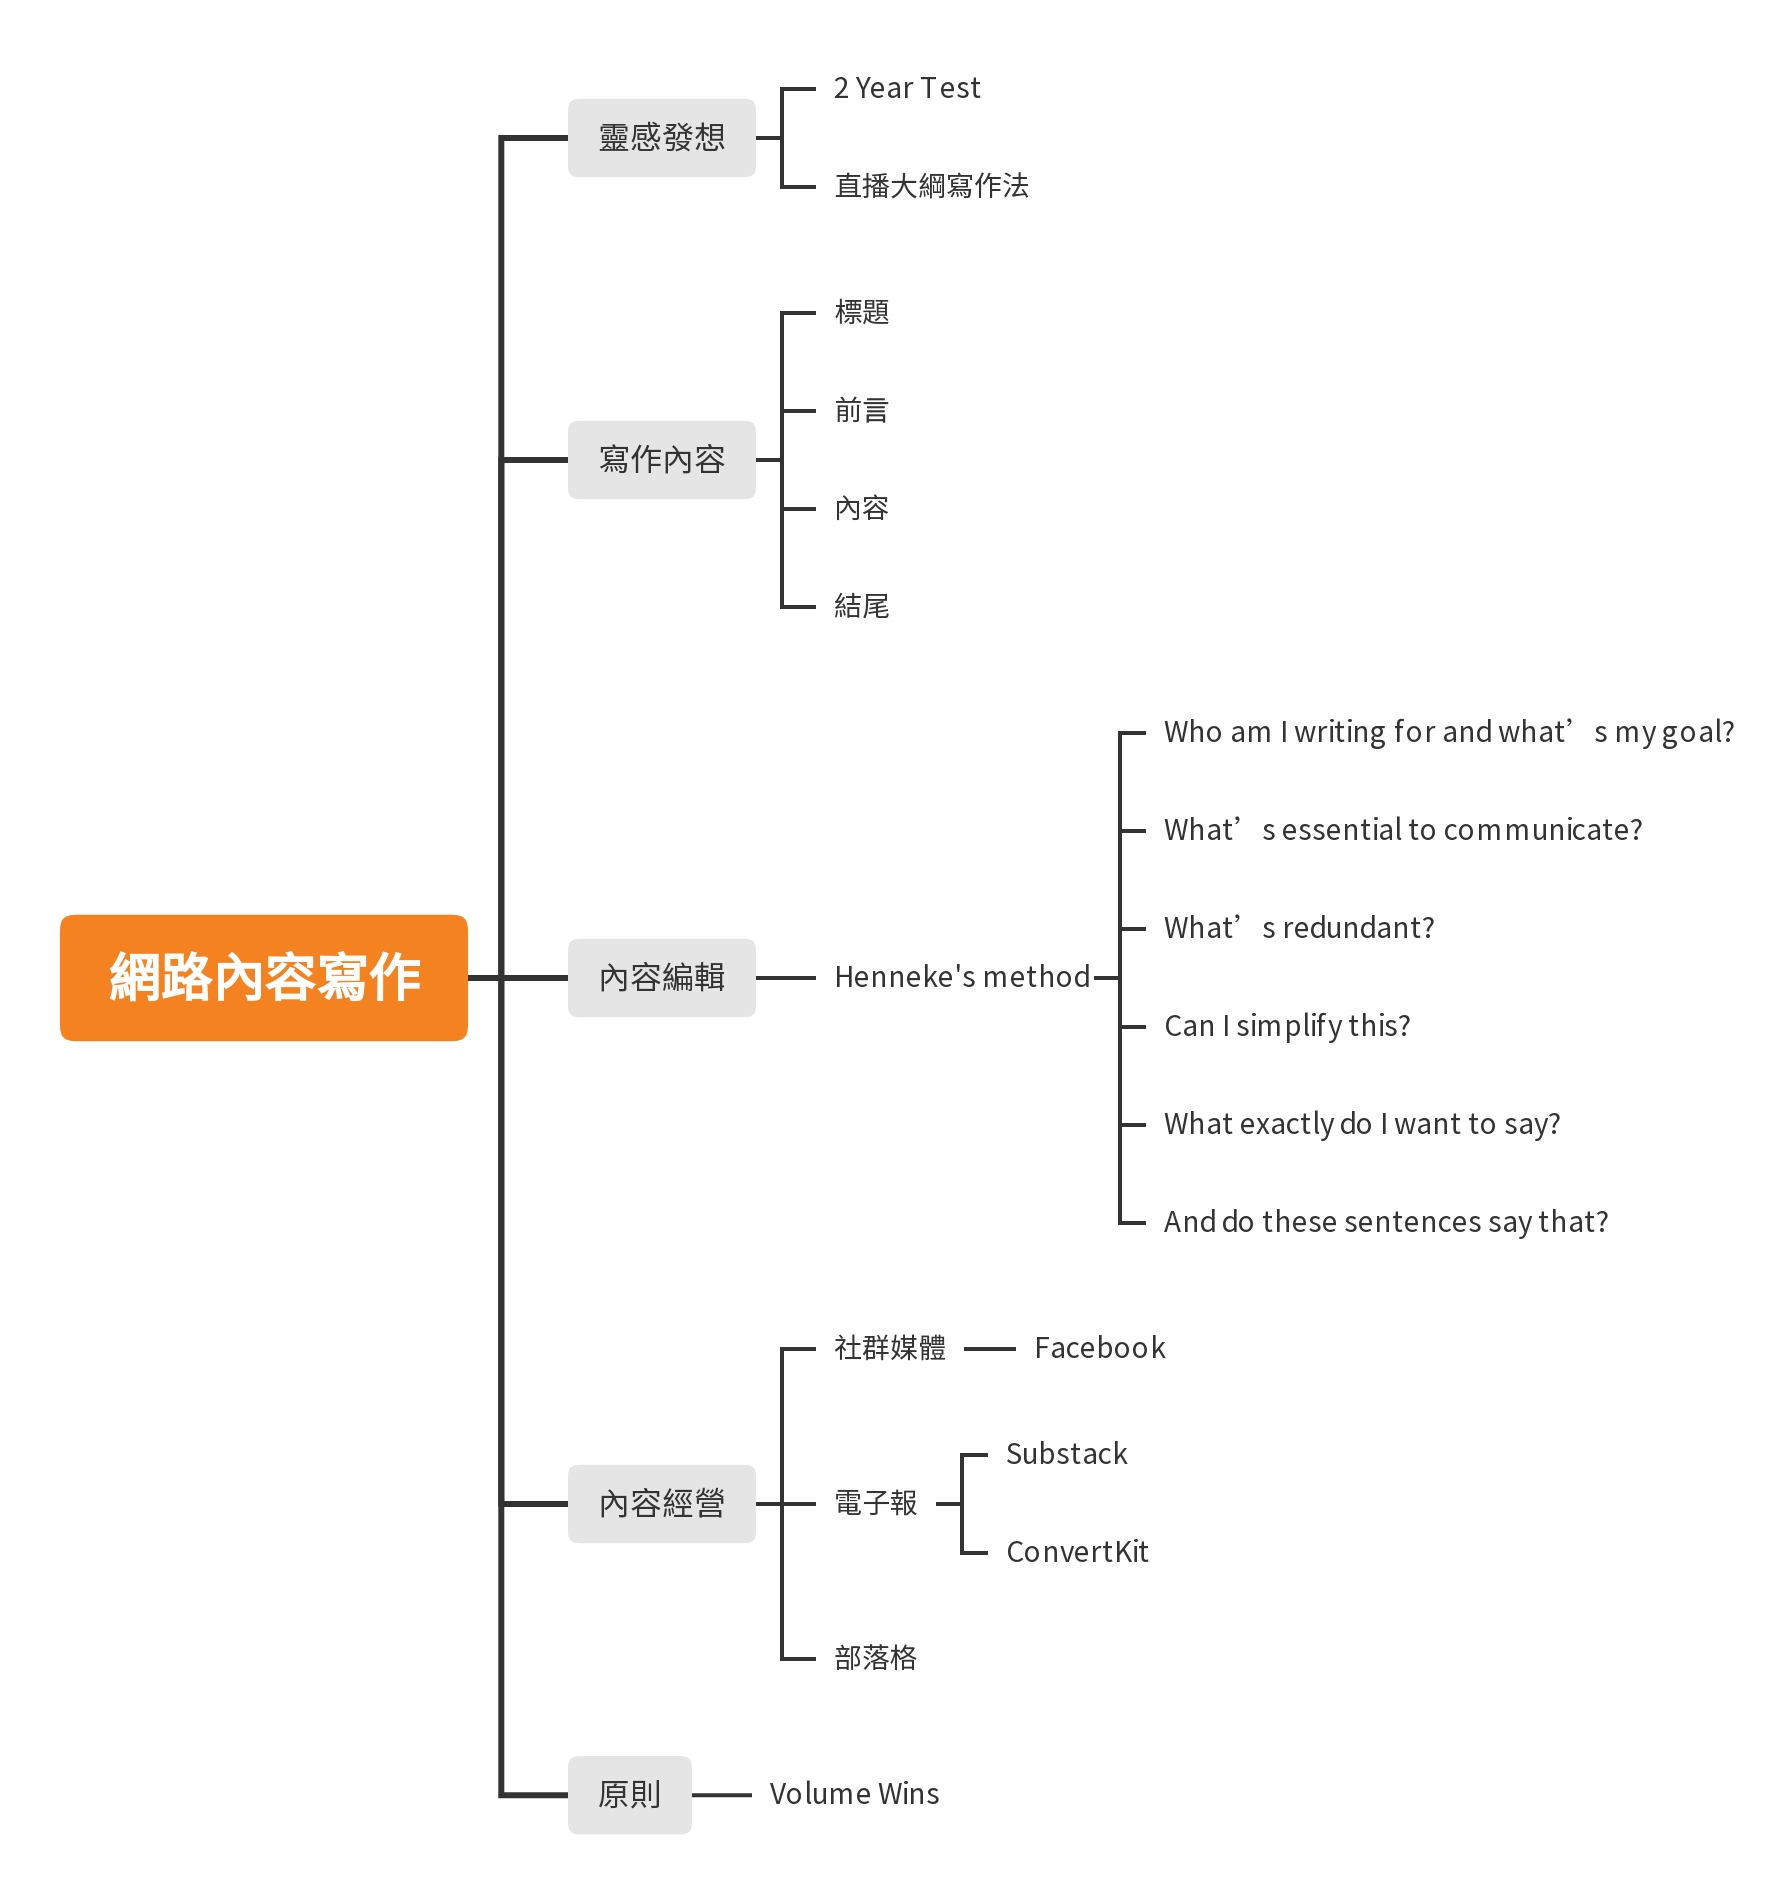 網路內容寫作
靈感發想
2 Year Test
直播大綱寫作法
寫作內容
標題
前言
內容
結尾
內容編輯
Henneke's method
Who am I writing for and what’s my goal?
What’s essential to communicate?
What’s redundant?
Can I simplify this?
What exactly do I want to say?
And do these sentences say that?
內容經營
社群媒體
Facebook
電子報
Substack
ConvertKit
部落格
原則
Volume Wins